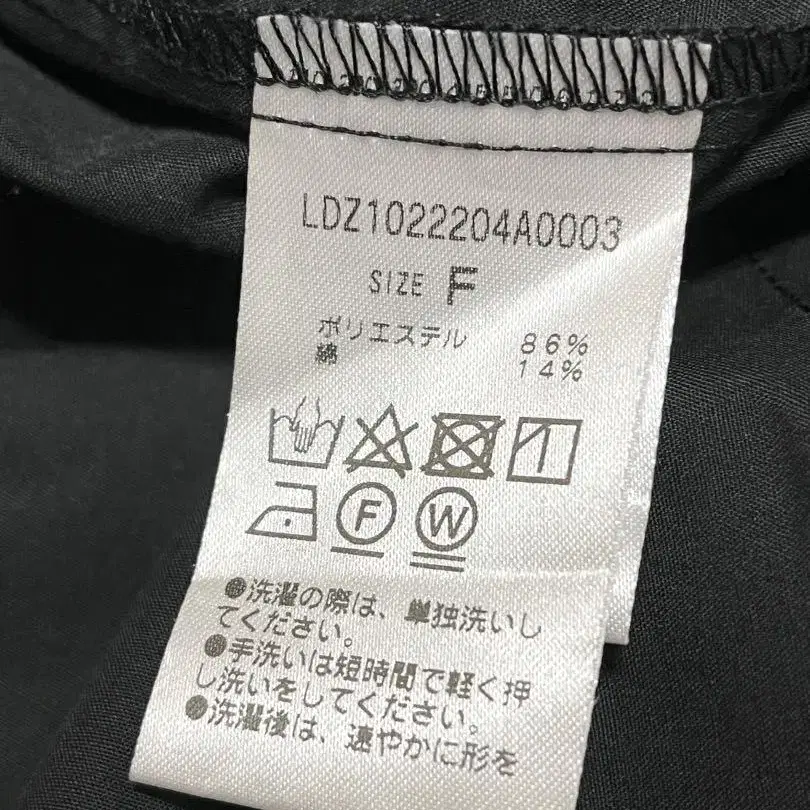 LDZ1022204A0003
SIZE F
ポリエステル 86%
綿 14%
F W
●洗濯の際は、単独洗いし
てください。
●手洗いは短時間で軽く押
し洗いをしてください。
●洗濯後は、速やかに形を